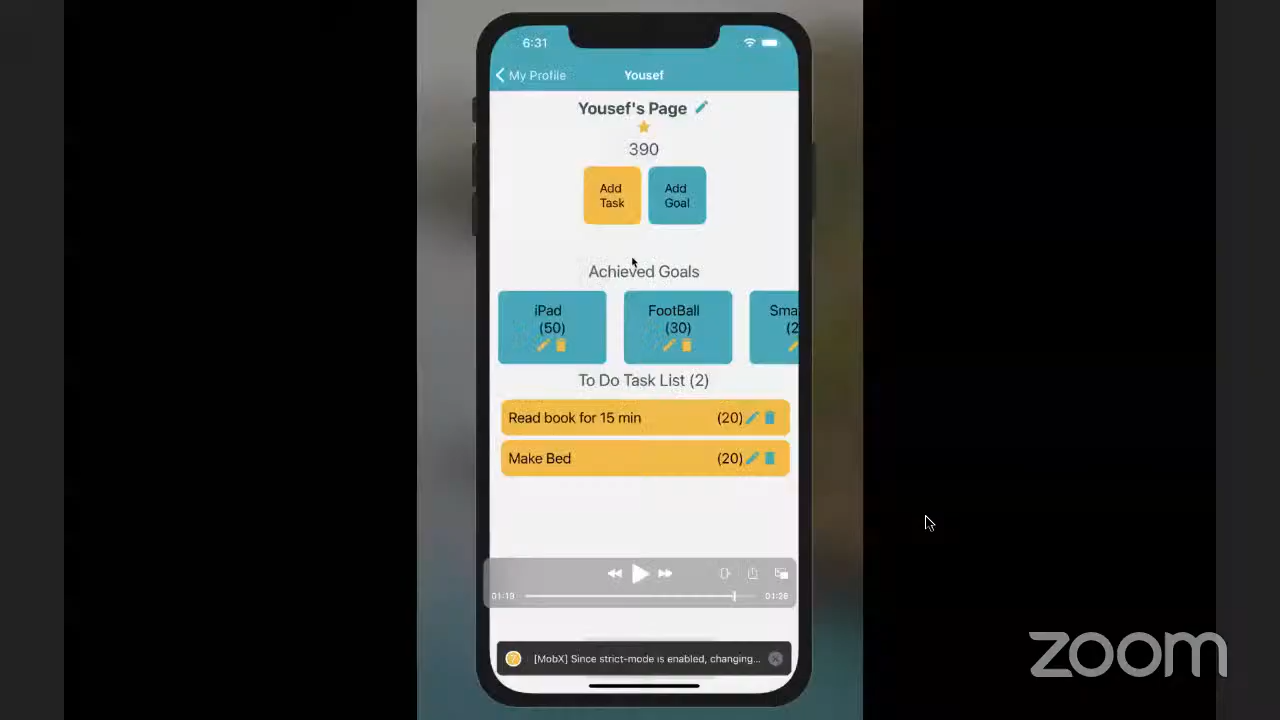 6:31
My Profile
Yousef
Yousef's Page
390
Add
Task
Add
Goal
Achieved Goals
iPad
(50)
FootBall
(30)
Sma
(2
To Do Task List (2)
Read book for 15 min
(20)
Make Bed
(20)
01:26
[MobX] Since strict-mode is enabled, changing...
zoom